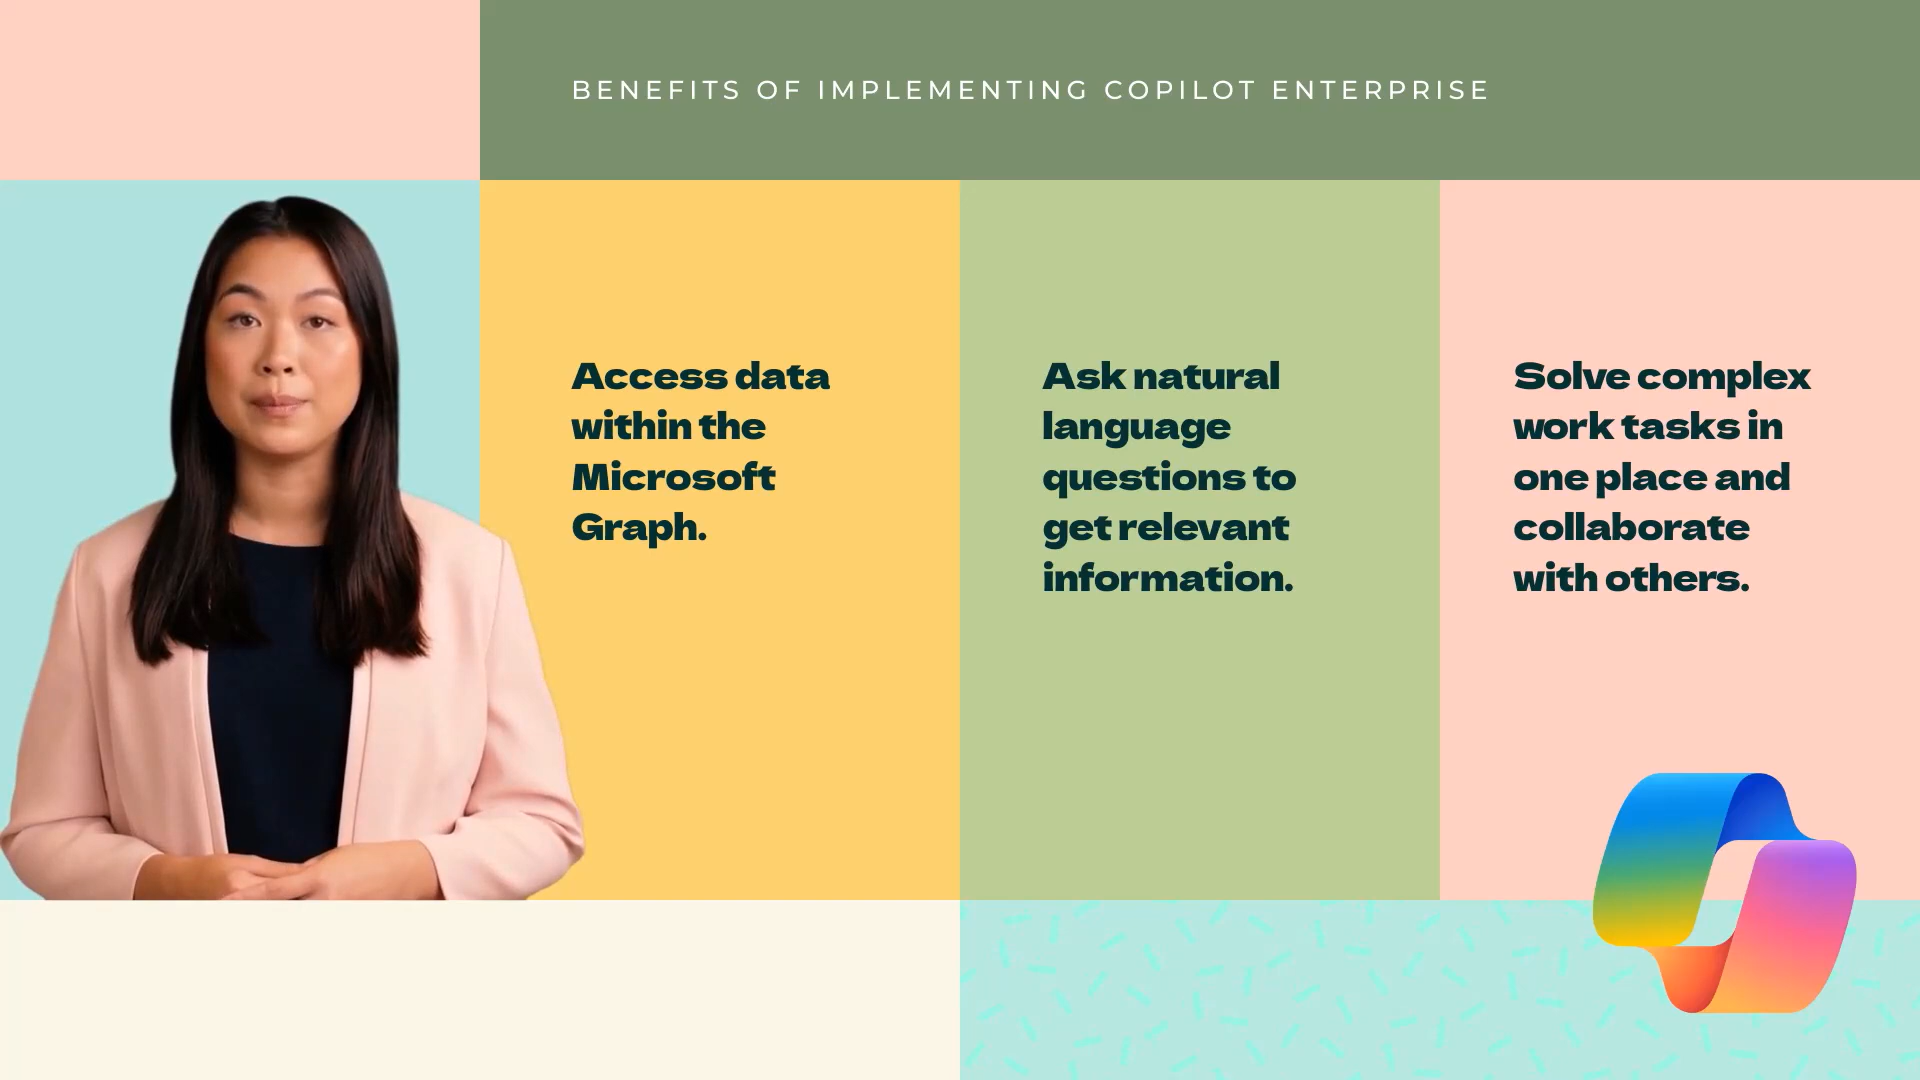 BENEFITS OF IMPLEMENTING COPILOT ENTERPRISE
Access data
within the
Microsoft
Graph.
Ask natural
language
questions to
get relevant
information.
Solve complex
work tasks in
one place and
collaborate
with others.